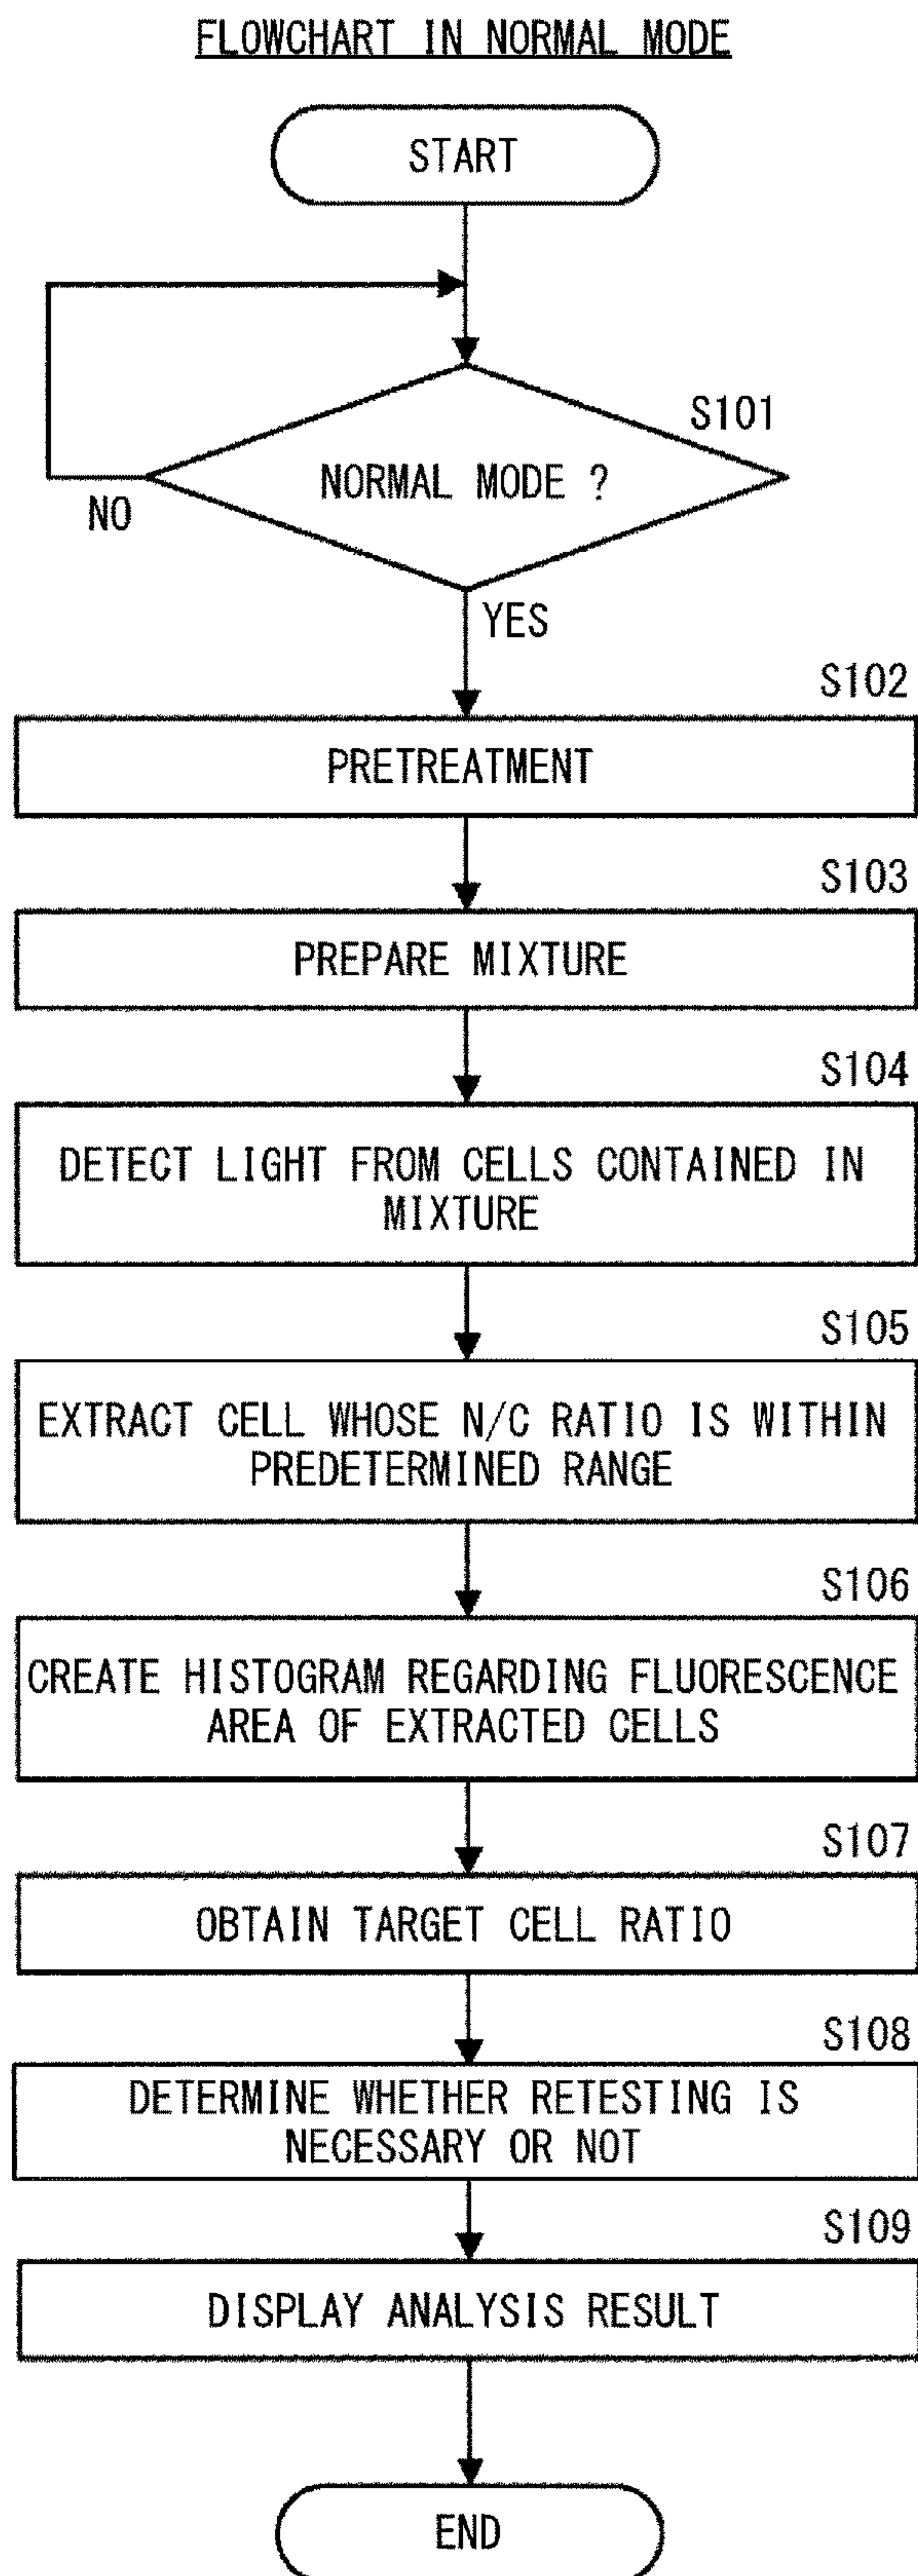 FLOWCHART IN NORMAL MODE
START
S101
NORMAL MODE ?
NO
YES
S102
PRETREATMENT
S103
PREPARE MIXTURE
S104
DETECT LIGHT FROM CELLS CONTAINED IN
MIXTURE
S105
EXTRACT CELL WHOSE N/C RATIO IS WITHIN
PREDETERMINED RANGE
S106
CREATE HISTOGRAM REGARDING FLUORESCENCE
AREA OF EXTRACTED CELLS
S107
OBTAIN TARGET CELL RATIO
S108
DETERMINE WHETHER RETESTING IS
NECESSARY OR NOT
S109
DISPLAY ANALYSIS RESULT
END